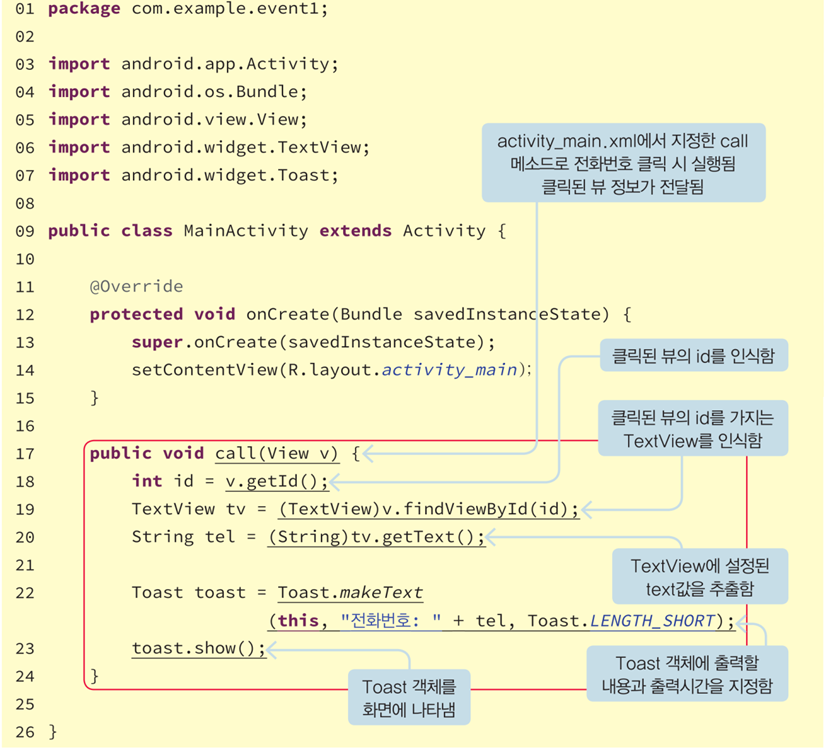 01 package com.example.event1;
02
03 import android.app.Activity;
04 import android.os.Bundle;
05 import android.view.View;
06 import android.widget.TextView;
07 import android.widget.Toast;
08
09 public class MainActivity extends Activity {
10
11 @Override
12 protected void onCreate(Bundle savedInstanceState) {
13 super.onCreate(savedInstanceState);
14 setContentView(R.layout.activity_main);
15 }
16
17 public void call(View v) {
18 int id = v.getId();
19 TextView tv = (TextView)v.findViewById(id);
20 String tel = (String)tv.getText();
21
22 Toast toast = Toast.makeText
(this, "전화번호: " + tel, Toast.LENGTH_SHORT);
23 toast.show();
24 }
25
26 }
activity_main.xml에서 지정한 call
메소드로 전화번호 클릭 시 실행됨
클릭된 뷰 정보가 전달됨
클릭된 뷰의 id를 인식함
클릭된 뷰의 id를 가지는
TextView를 인식함
TextView에 설정된
text값을 추출함
Toast 객체에 출력할
내용과 출력시간을 지정함
Toast 객체를
화면에 나타냄